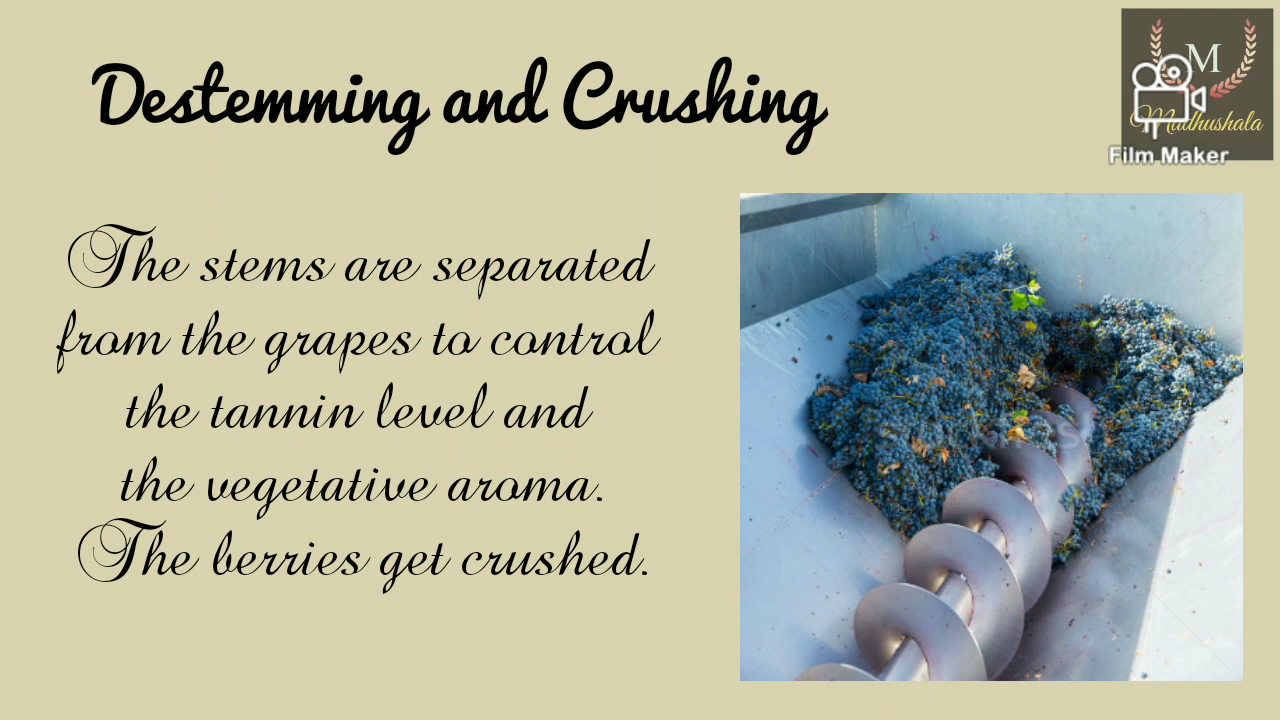 Destemming and Crushing
M
Madhushala
Film Maker
The stems are separated
from the grapes to control
the tannin level and
the vegetative aroma.
The berries get crushed.